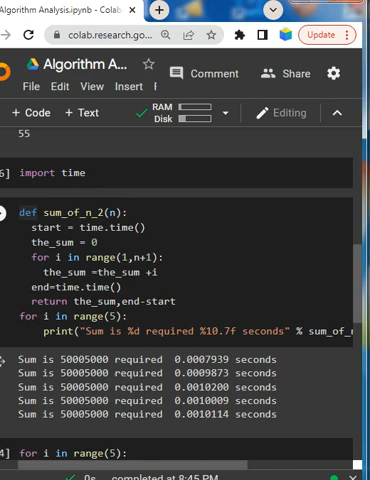 Algorithm Analysis.ipynb - Colab
colab.research.go...
Update
Algorithm A...
Comment
Share
File Edit View Insert
+ Code + Text
RAM
Disk
Editing
55
6] import time
def sum_of_n_2(n):
start = time.time()
the_sum = 0
for i in range(1,n+1):
the_sum =the_sum +i
end=time.time()
return the_sum,end-start
for i in range(5):
print("Sum is %d required %10.7f seconds" % sum_of_n
Sum is 50005000 required 0.0007939 seconds
Sum is 50005000 required 0.0009873 seconds
Sum is 50005000 required 0.0010200 seconds
Sum is 50005000 required 0.0010009 seconds
Sum is 50005000 required 0.0010114 seconds
4] for i in range(5):
0s completed at 8:45 PM